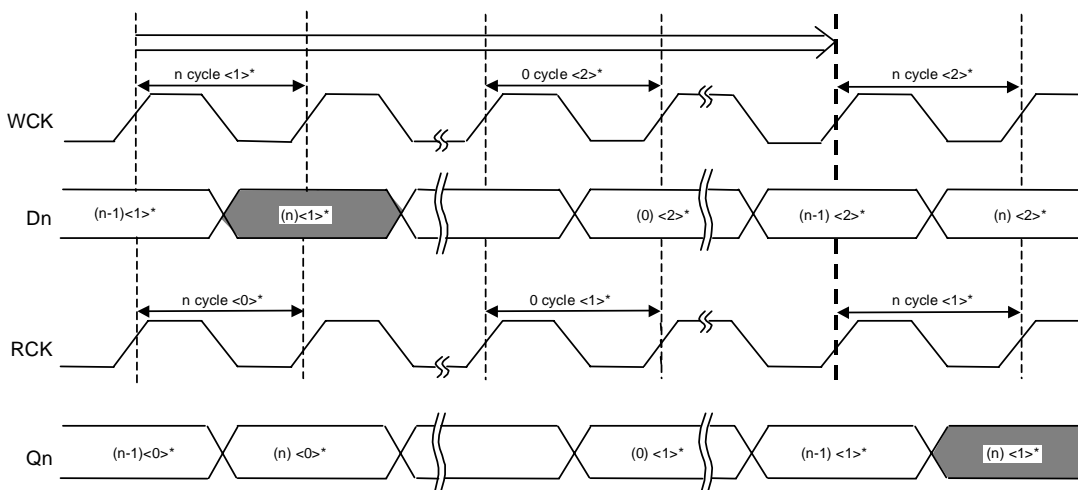 n cycle <1>* 0 cycle <2>* n cycle <2>*
WCK
Dn (n-1)<1>* (n)<1>* (0) <2>* (n-1) <2>* (n) <2>*
n cycle <0>* 0 cycle <1>* n cycle <1>*
RCK
Qn (n-1)<0>* (n) <0>* (0) <1>* (n-1) <1>* (n) <1>*